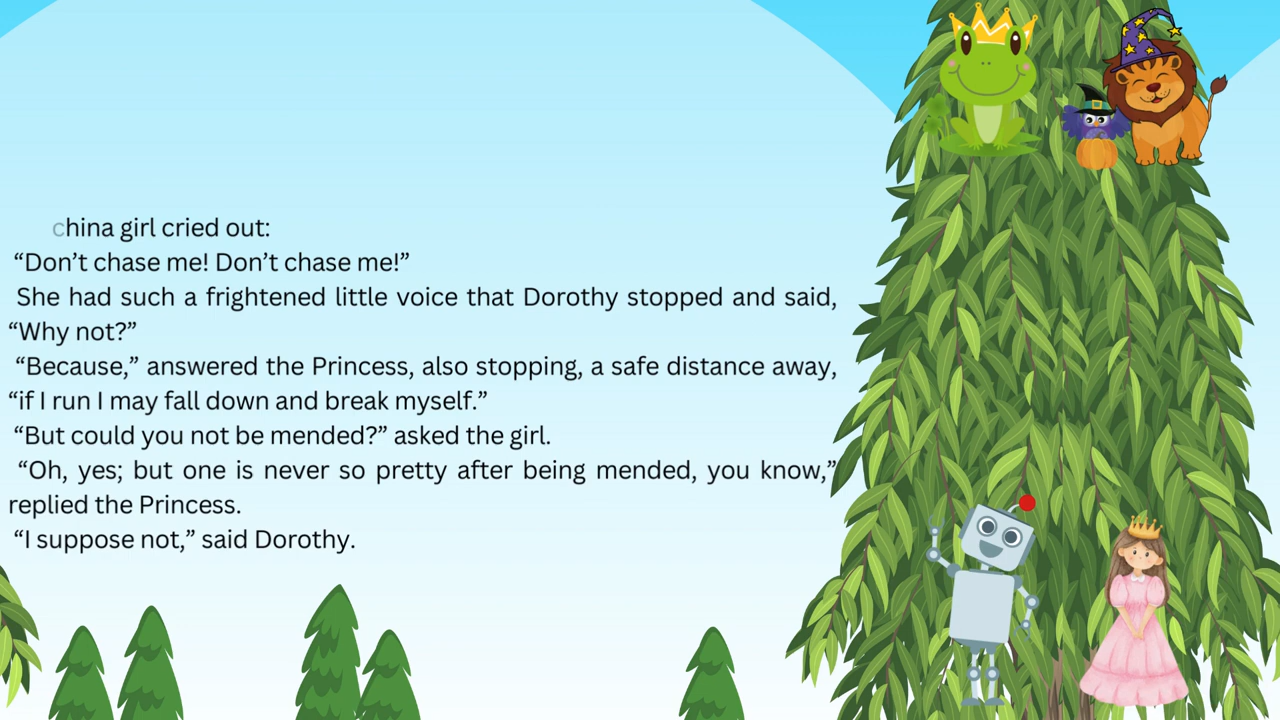 china girl cried out:
“Don’t chase me! Don’t chase me!”
She had such a frightened little voice that Dorothy stopped and said,
“Why not?”
“Because,” answered the Princess, also stopping, a safe distance away,
“if I run I may fall down and break myself.”
“But could you not be mended?” asked the girl.
“Oh, yes; but one is never so pretty after being mended, you know,”
replied the Princess.
“I suppose not,” said Dorothy.